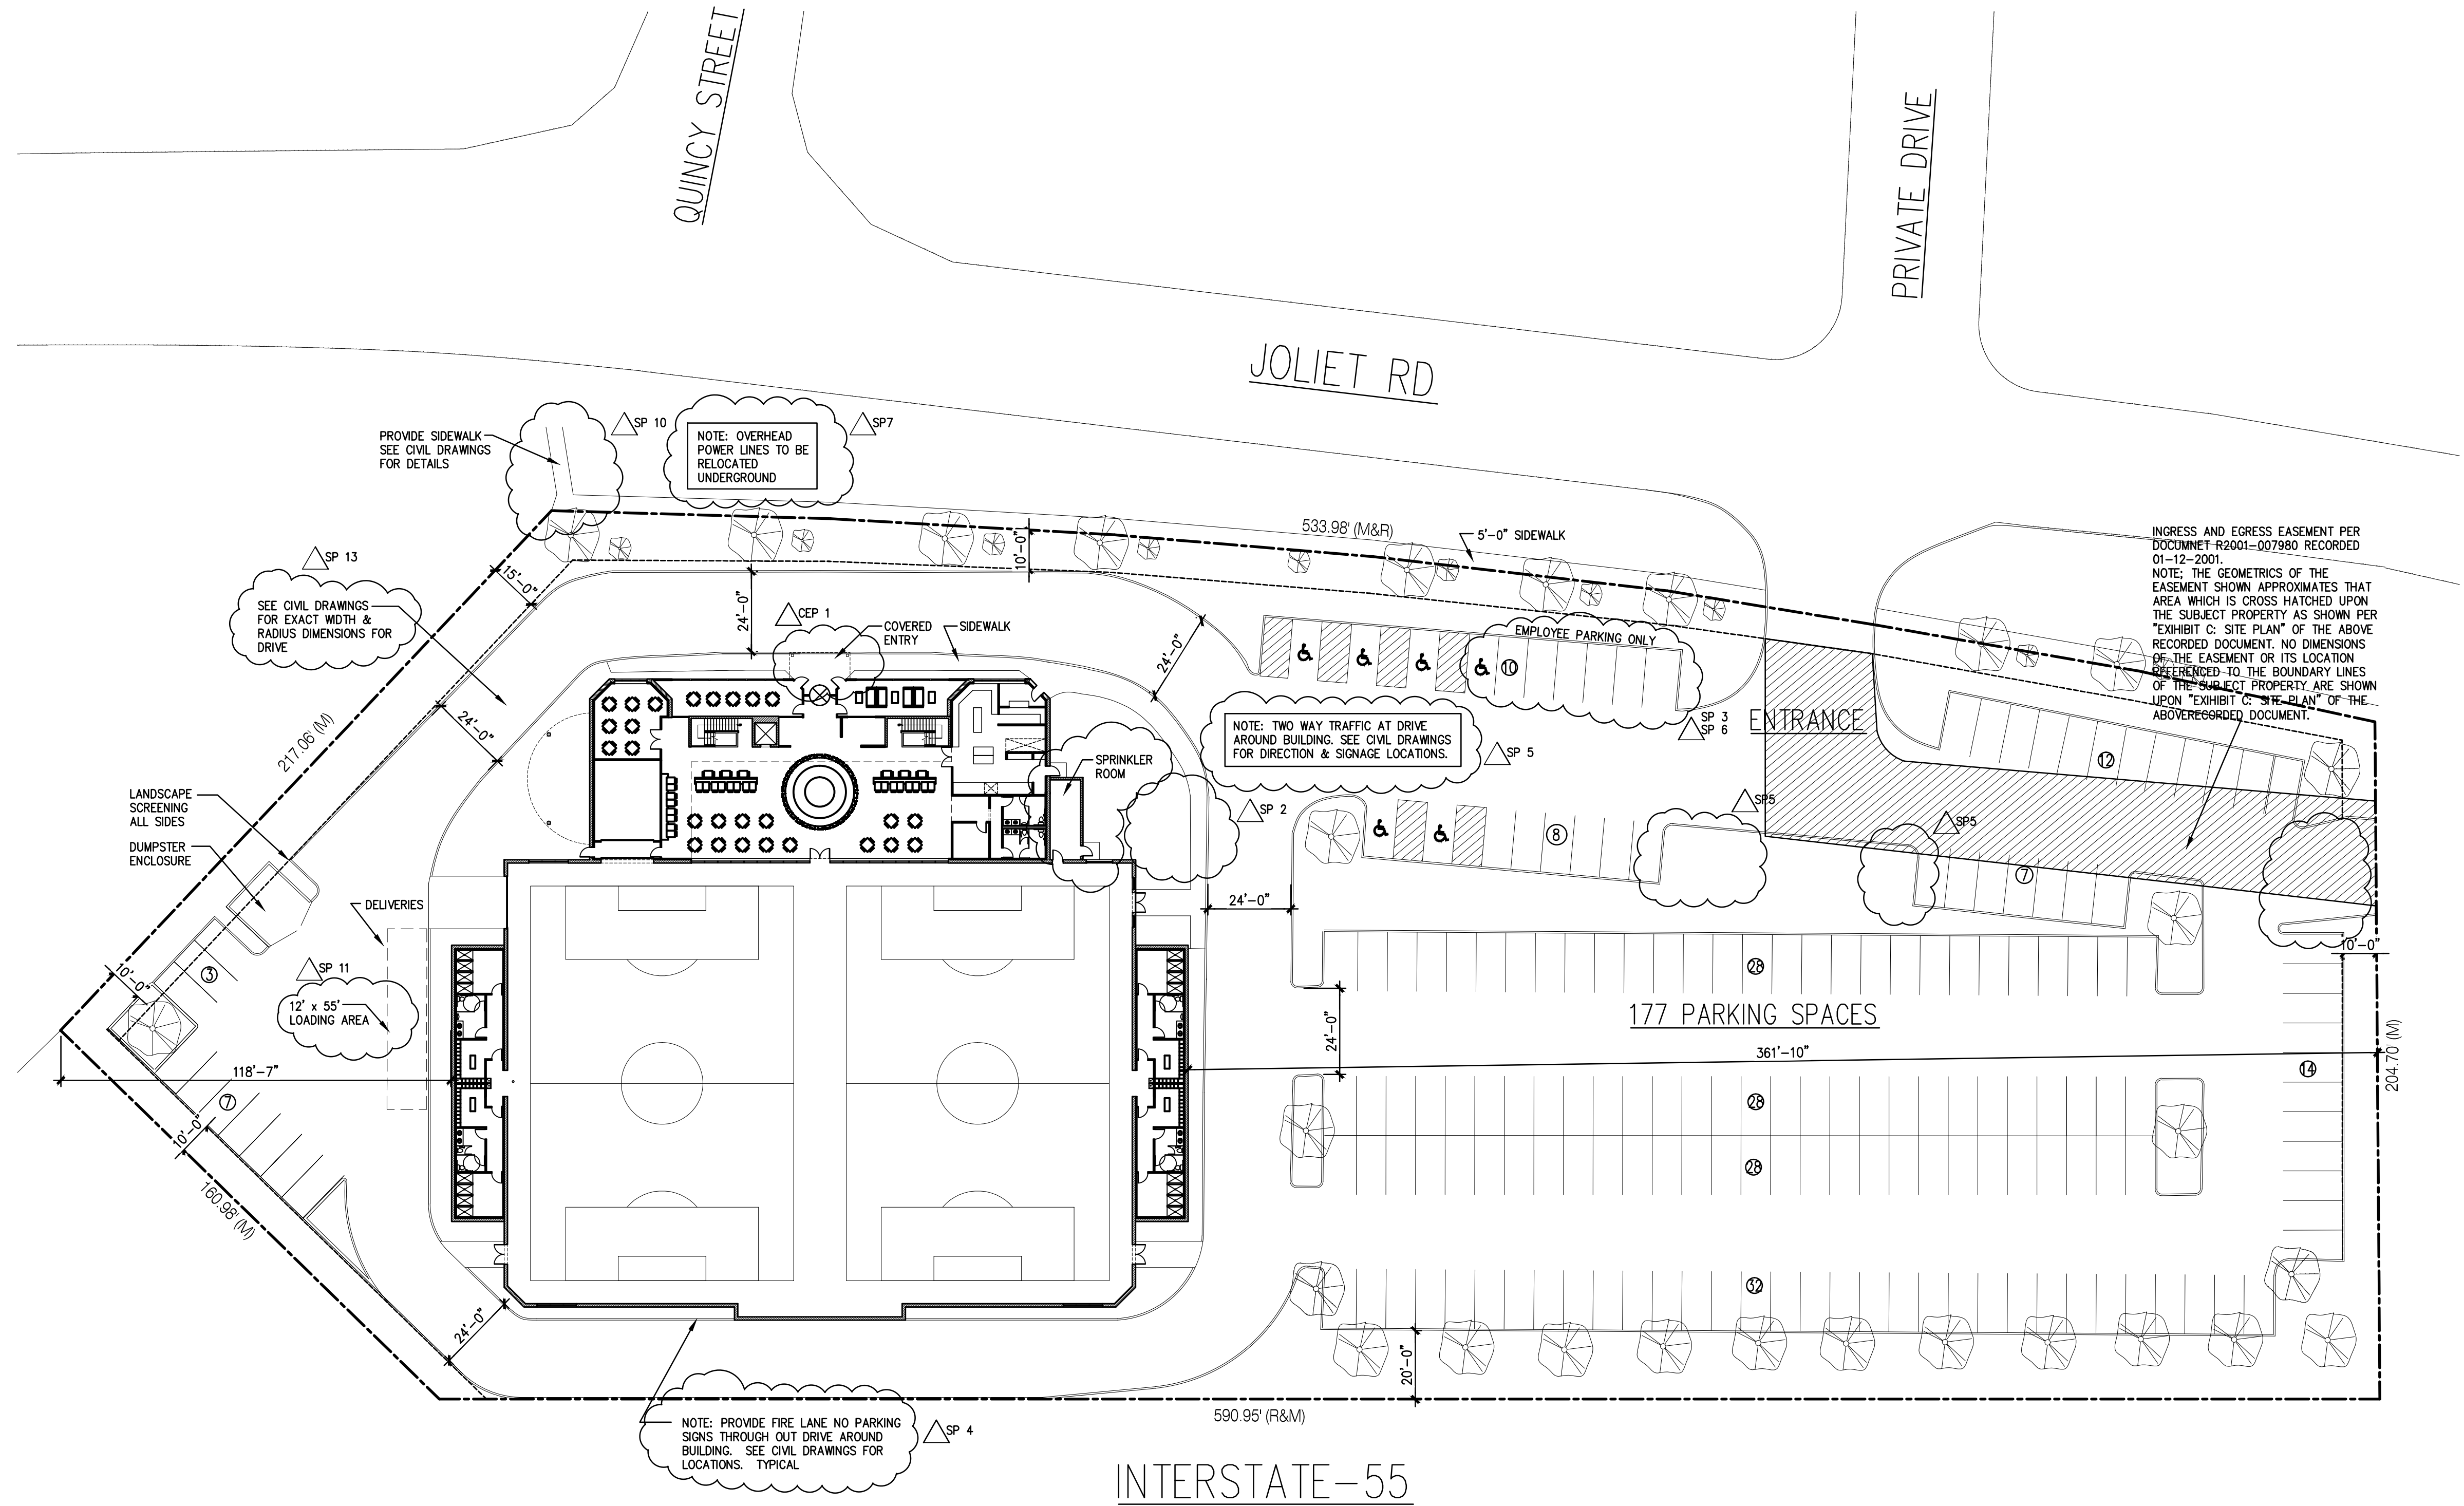 QUINCY STREET
PRIVATE DRIVE
JOLIET RD
PROVIDE SIDEWALK
SEE CIVIL DRAWINGS
FOR DETAILS
SP 10
NOTE: OVERHEAD
POWER LINES TO BE
RELOCATED
UNDERGROUND
SP7
533.98' (M&R)
5'-0" SIDEWALK
INGRESS AND EGRESS EASEMENT PER
DOCUMNET R2001-007980 RECORDED
01-12-2001.
NOTE; THE GEOMETRICS OF THE
EASEMENT SHOWN APPROXIMATES THAT
AREA WHICH IS CROSS HATCHED UPON
THE SUBJECT PROPERTY AS SHOWN PER
"EXHIBIT C: SITE PLAN" OF THE ABOVE
RECORDED DOCUMENT. NO DIMENSIONS
OF THE EASEMENT OR ITS LOCATION
REFERENCED TO THE BOUNDARY LINES
OF THE SUBJECT PROPERTY ARE SHOWN
UPON "EXHIBIT C: SITE PLAN" OF THE
ABOVERECORDED DOCUMENT.
SP 13
SEE CIVIL DRAWINGS
FOR EXACT WIDTH &
RADIUS DIMENSIONS FOR
DRIVE
15'-0"
10'-0"
24'-0"
CEP 1
COVERED
ENTRY
SIDEWALK
24'-0"
EMPLOYEE PARKING ONLY
10
SP 3
SP 6
ENTRANCE
217.06' (M)
24'-0"
NOTE: TWO WAY TRAFFIC AT DRIVE
AROUND BUILDING. SEE CIVIL DRAWINGS
FOR DIRECTION & SIGNAGE LOCATIONS.
SP 5
12
SPRINKLER
ROOM
SP 2
SP5
SP5
8
7
LANDSCAPE
SCREENING
ALL SIDES
DUMPSTER
ENCLOSURE
DELIVERIES
24'-0"
10'-0"
3
10'-0"
SP 11
12' x 55'
LOADING AREA
28
177 PARKING SPACES
24'-0"
361'-10"
204.70' (M)
14
118'-7"
7
10'-0"
28
28
160.98' (M)
32
24'-0"
20'-0"
590.95' (R&M)
NOTE: PROVIDE FIRE LANE NO PARKING
SIGNS THROUGH OUT DRIVE AROUND
BUILDING. SEE CIVIL DRAWINGS FOR
LOCATIONS. TYPICAL
SP 4
INTERSTATE-55